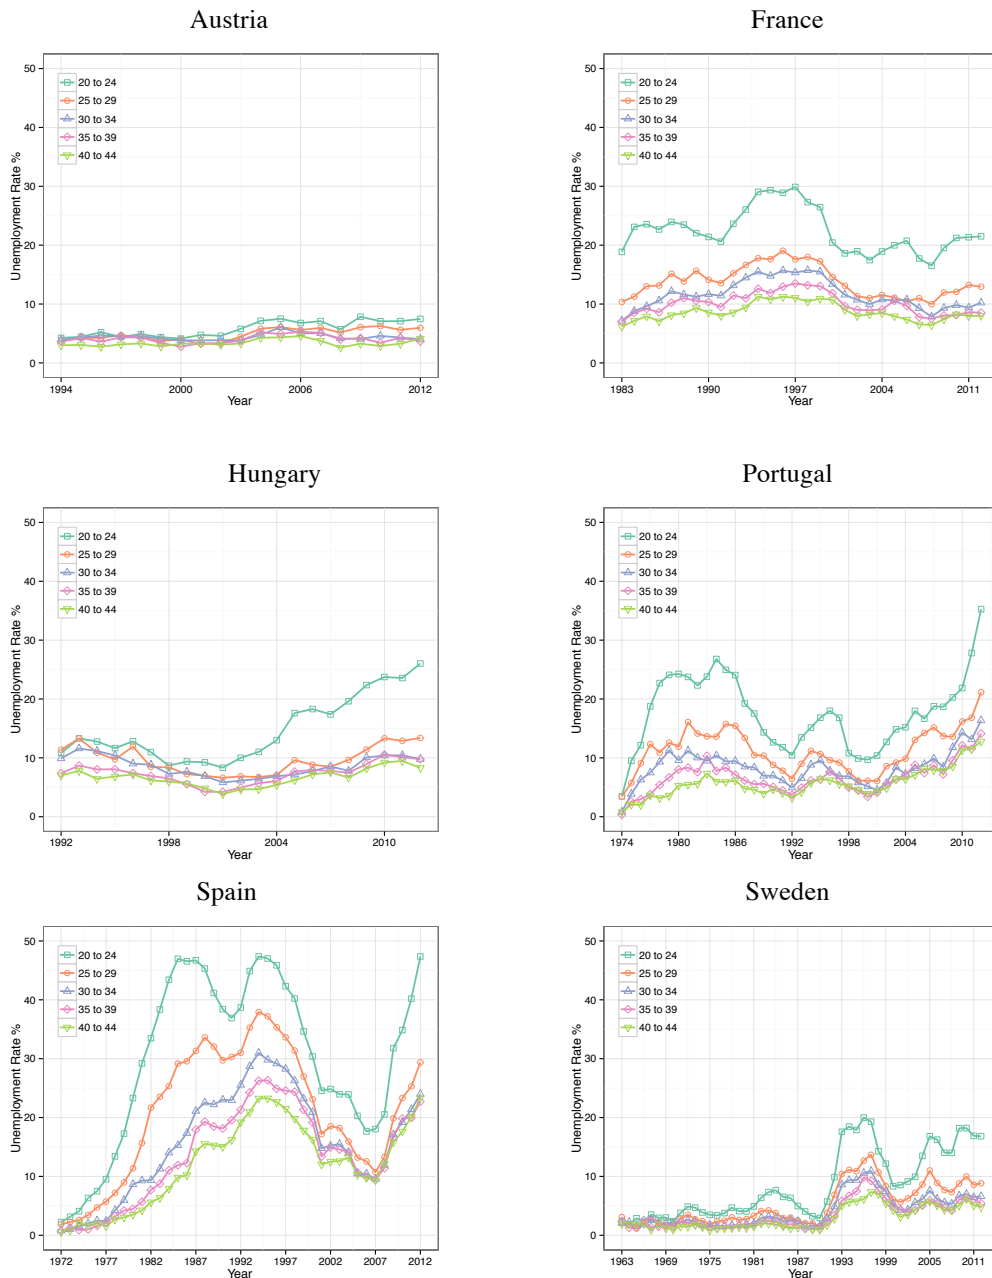 Austria
50
40
30
20
10
0
Unemployment Rate %
20 to 24
25 to 29
30 to 34
35 to 39
40 to 44
1994 2000 2006 2012
Year
France
50
40
30
20
10
0
Unemployment Rate %
20 to 24
25 to 29
30 to 34
35 to 39
40 to 44
1983 1990 1997 2004 2011
Year
Hungary
50
40
30
20
10
0
Unemployment Rate %
20 to 24
25 to 29
30 to 34
35 to 39
40 to 44
1992 1998 2004 2010
Year
Portugal
50
40
30
20
10
0
Unemployment Rate %
20 to 24
25 to 29
30 to 34
35 to 39
40 to 44
1974 1980 1986 1992 1998 2004 2010
Year
Spain
50
40
30
20
10
0
Unemployment Rate %
20 to 24
25 to 29
30 to 34
35 to 39
40 to 44
1972 1977 1982 1987 1992 1997 2002 2007 2012
Year
Sweden
50
40
30
20
10
0
Unemployment Rate %
20 to 24
25 to 29
30 to 34
35 to 39
40 to 44
1963 1969 1975 1981 1987 1993 1999 2005 2011
Year